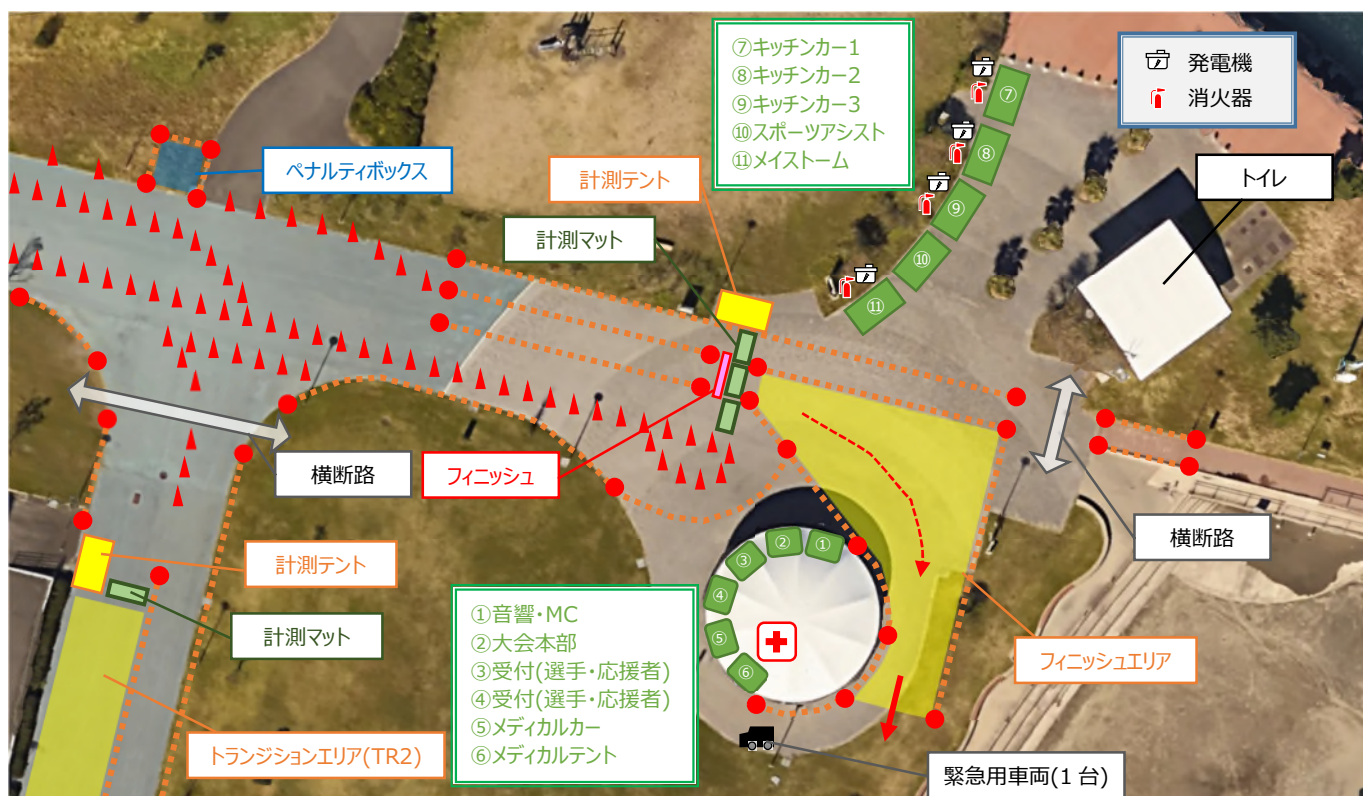 ⑦キッチンカー1
⑧キッチンカー2
⑨キッチンカー3
⑩スポーツアシスト
⑪メイストーム
発電機
消火器
⑦
⑧
⑨
⑩
⑪
ペナルティボックス
計測テント
トイレ
計測マット
横断路
フィニッシュ
横断路
計測テント
計測マット
①音響・MC
②大会本部
③受付(選手・応援者)
④受付(選手・応援者)
⑤メディカルカー
⑥メディカルテント
①
②
③
④
⑤
⑥
フィニッシュエリア
トランジションエリア(TR2)
緊急用車両(1台)